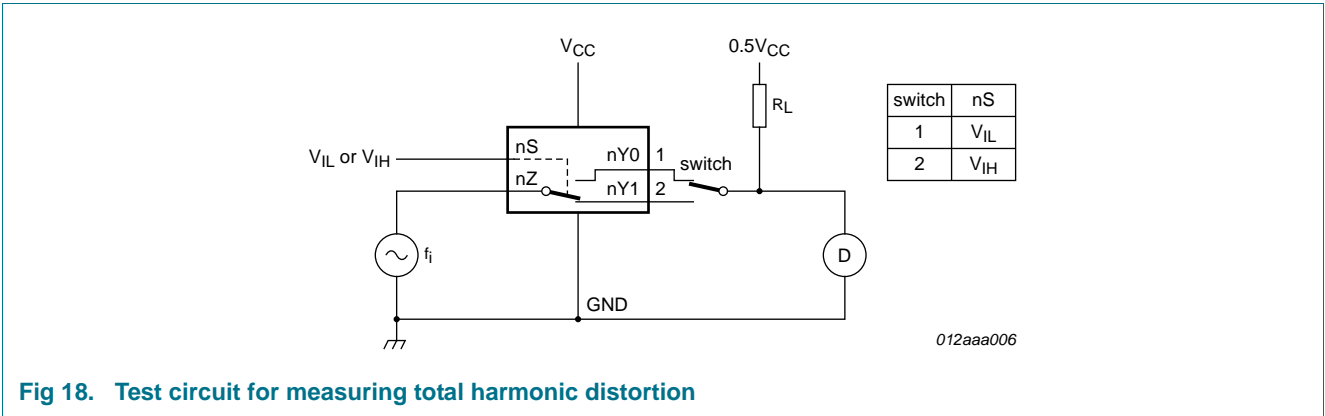 VCC
0.5VCC
RL
switch nS
1 VIL
2 VIH
VIL or VIH
nS
nY0 1
switch
nZ
nY1 2
fi
D
GND
012aaa006
Fig 18. Test circuit for measuring total harmonic distortion